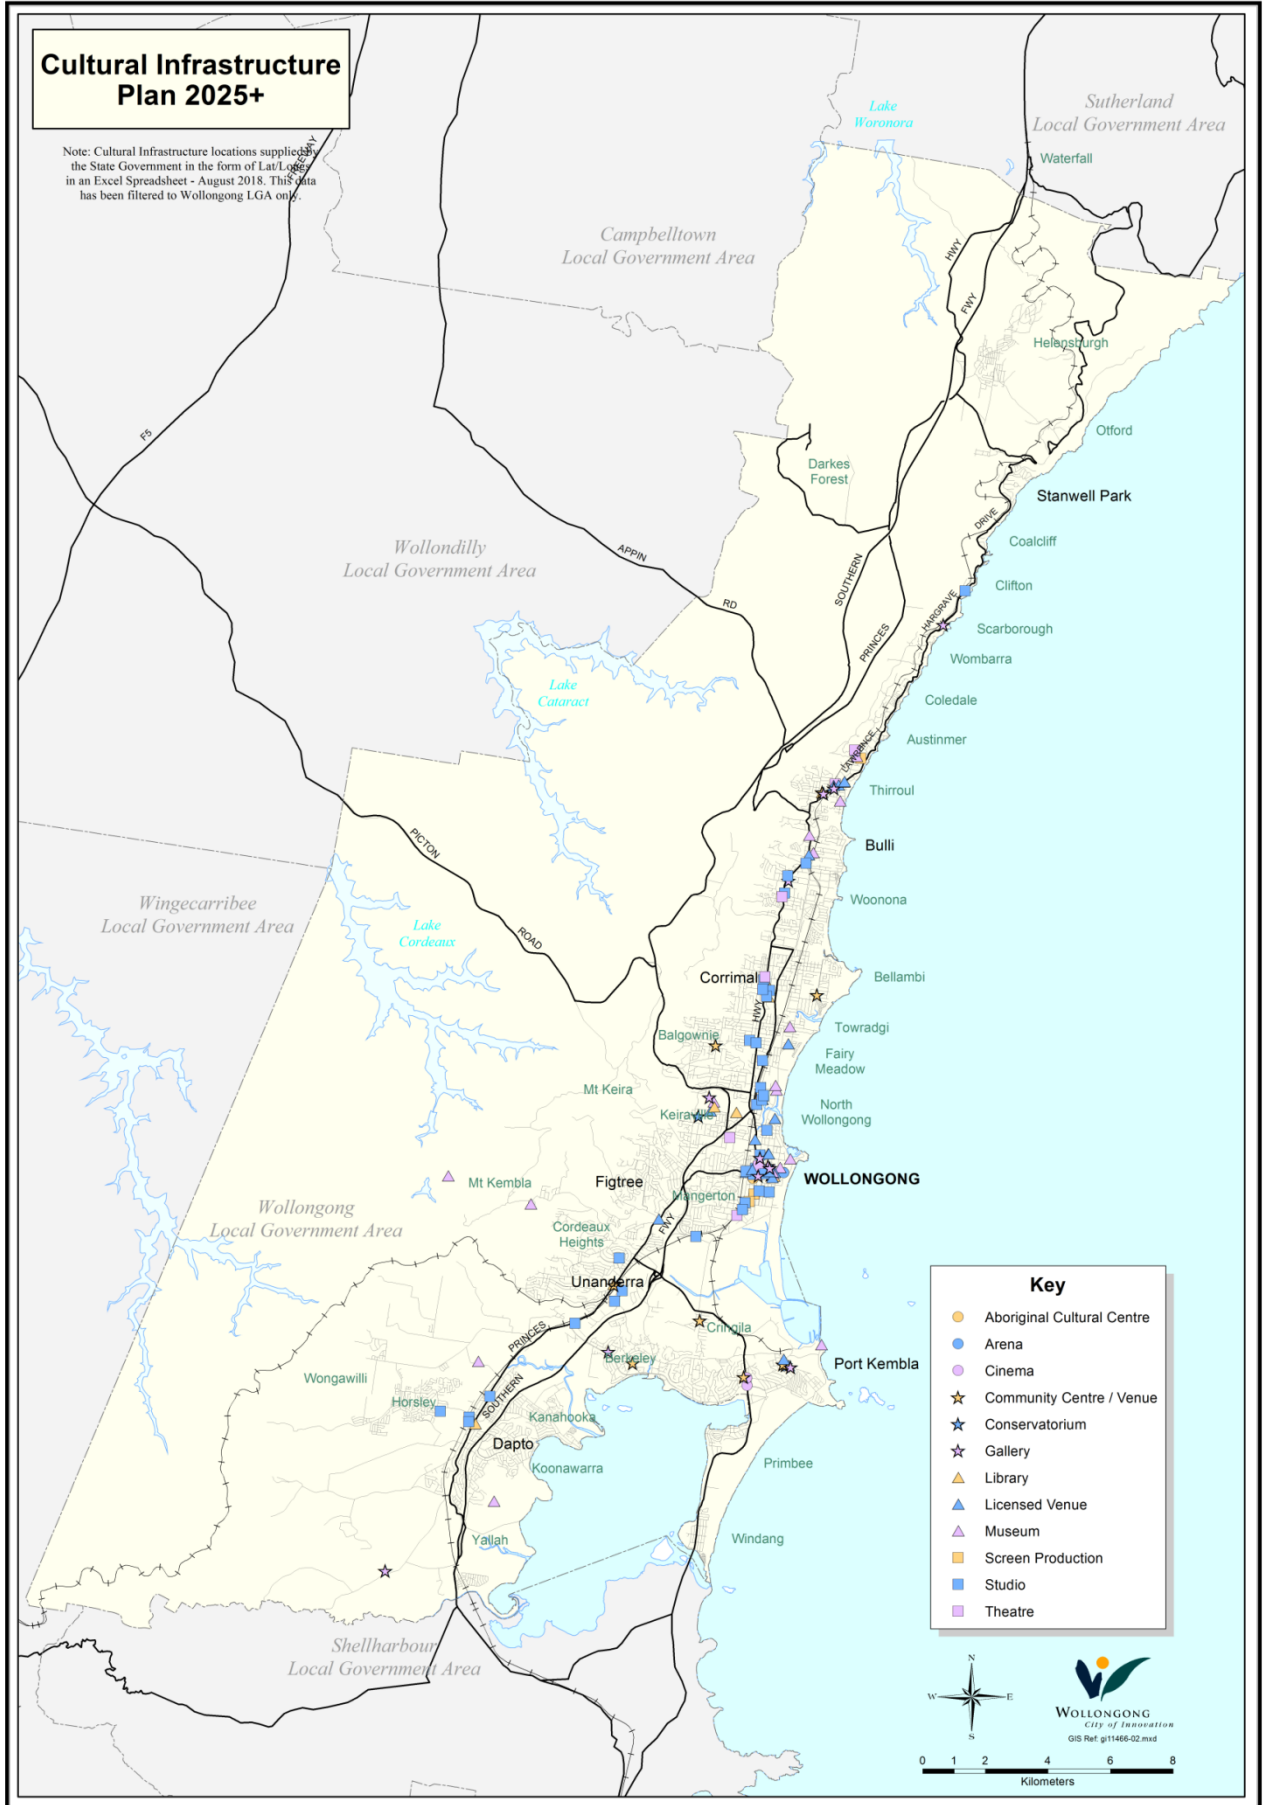 Cultural Infrastructure
Plan 2025+
Note: Cultural Infrastructure locations supplied by
the State Government in the form of Lat/Longs
in an Excel Spreadsheet - August 2018. This data
has been filtered to Wollongong LGA only.
FREEWAY
Lake
Woronora
Sutherland
Local Government Area
Waterfall
Campbelltown
Local Government Area
HWY
FWY
Helensburgh
F5
Otford
Darkes
Forest
Stanwell Park
DRIVE
Coalcliff
Wollondilly
Local Government Area
APPIN
RD
SOUTHERN
Clifton
HARGRAVE
Scarborough
PRINCES
Wombarra
Lake
Cataract
Coledale
Austinmer
LAWRENCE
Thirroul
PICTON
Bulli
Wingecarribee
Local Government Area
Woonona
Lake
Cordeaux
ROAD
Corrimal
Bellambi
HWY
Towradgi
Balgownie
Fairy
Meadow
Mt Keira
Keiraville
North
Wollongong
Mt Kembla
Figtree
WOLLONGONG
Mangerton
Wollongong
Local Government Area
Cordeaux
Heights
FWY
Unanderra
PRINCES
Cringila
Berkeley
Port Kembla
Wongawilli
Horsley
SOUTHERN
Kanahooka
Dapto
Koonawarra
Primbee
Yallah
Windang
Shellharbour
Local Government Area
Key
Aboriginal Cultural Centre
Arena
Cinema
Community Centre / Venue
Conservatorium
Gallery
Library
Licensed Venue
Museum
Screen Production
Studio
Theatre
N
W
E
S
WOLLONGONG
City of Innovation
GIS Ref: gi11466-02.mxd
0 1 2 4 6 8
Kilometers